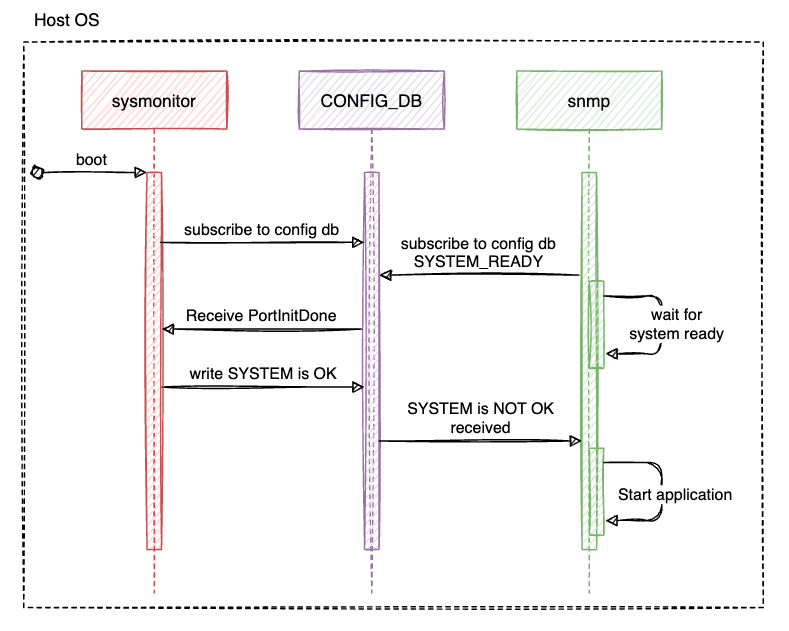 Host OS
sysmonitor
CONFIG_DB
snmp
boot
subscribe to config db
subscribe to config db
SYSTEM_READY
Receive PortInitDone
wait for
system ready
write SYSTEM is OK
SYSTEM is NOT OK
received
Start application